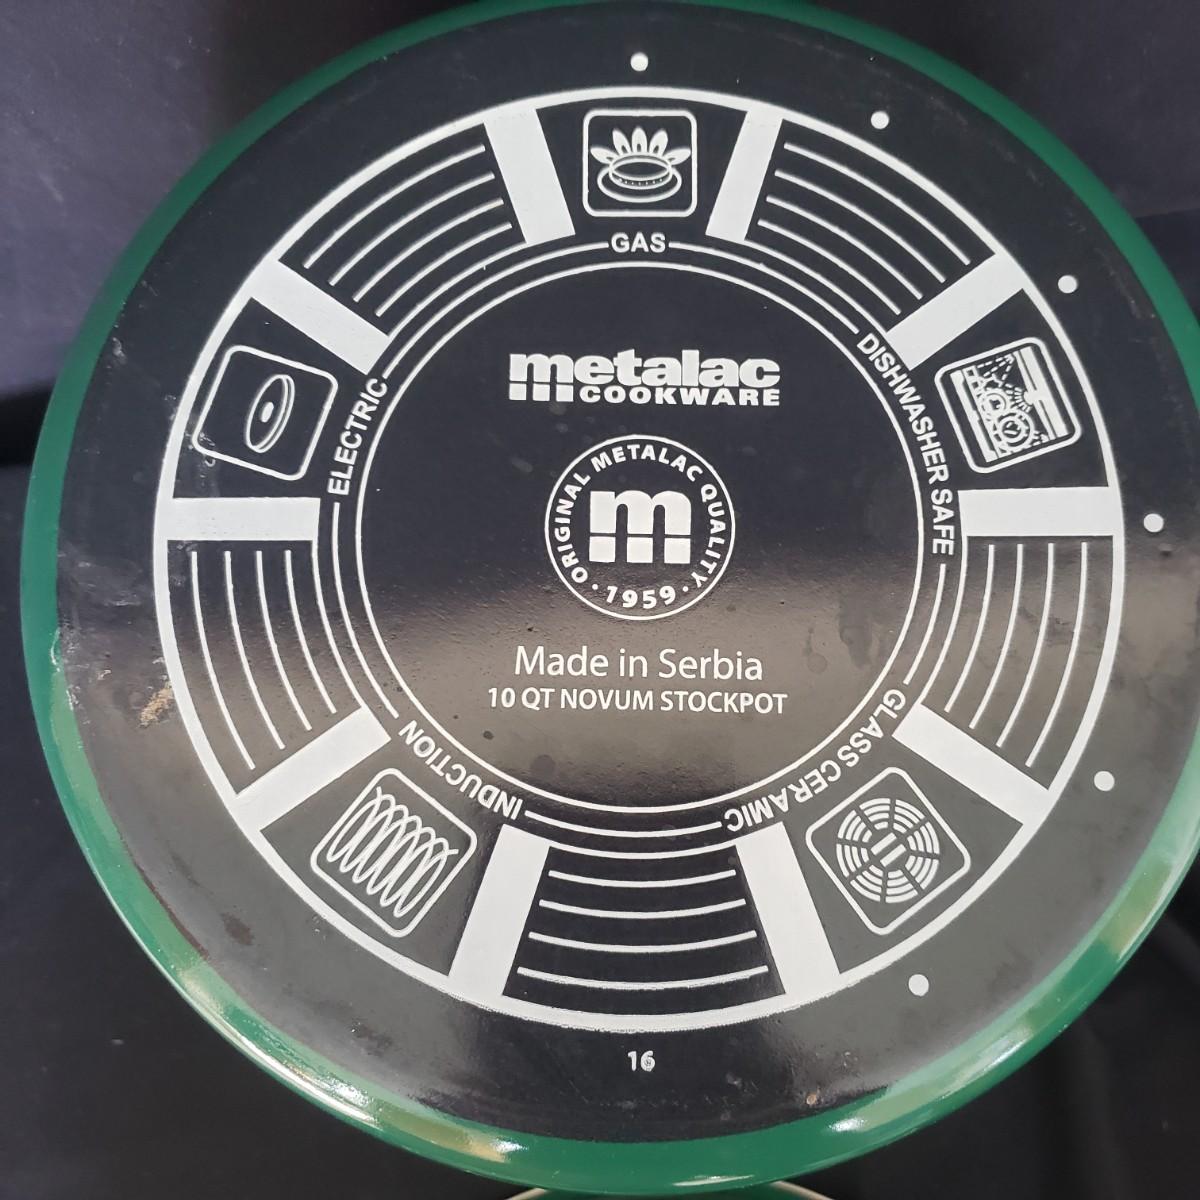 GAS
DISHWASHER SAFE
GLASS CERAMIC
INDUCTION
ELECTRIC
metalac
COOKWARE
ORIGINAL METALAC QUALITY
m
· 1959 ·
Made in Serbia
10 QT NOVUM STOCKPOT
16